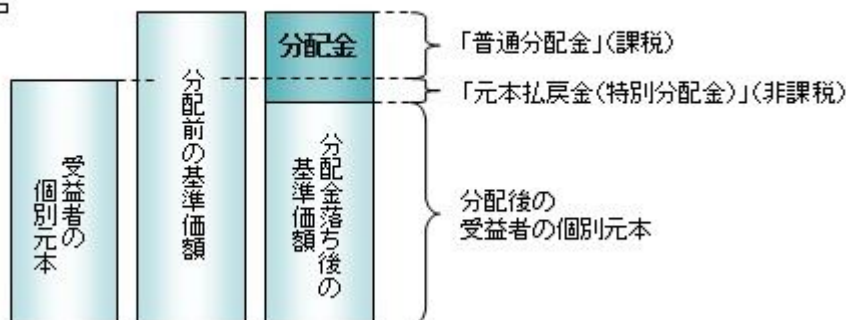 分配金
「普通分配金」(課税)
「元本払戻金(特別分配金)」(非課税)
受益者の
個別元本
分配前の基準価額
分配金落ち後の
基準価額
分配後の
受益者の個別元本